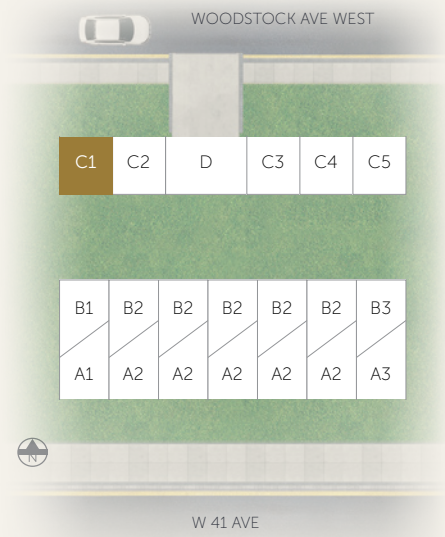 WOODSTOCK AVE WEST
C1 C2 D C3 C4 C5
B1 B2 B2 B2 B2 B2 B3
A1 A2 A2 A2 A2 A2 A3
N
W 41 AVE